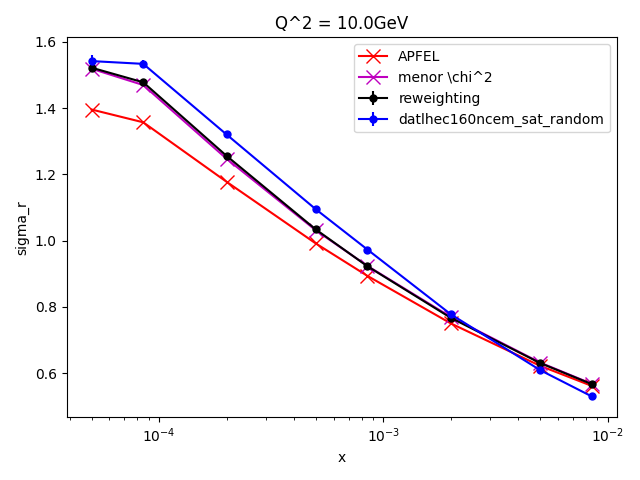 Q^2 = 10.0GeV
APFEL
menor \chi^2
reweighting
datlhec160ncem_sat_random
sigma_r
1.6
1.4
1.2
1.0
0.8
0.6
10⁻⁴
10⁻³
10⁻²
x